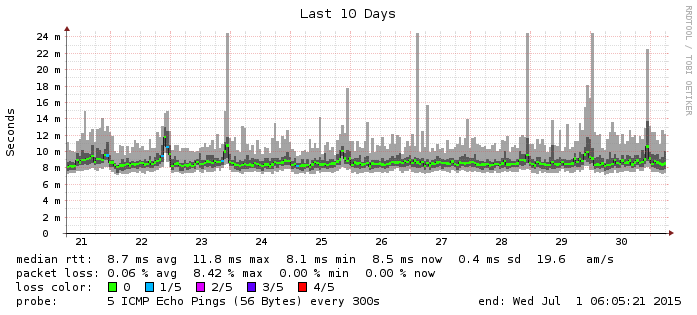 Last 10 Days
RRDTOOL / TOBI OETIKER
Seconds
24 m
22 m
20 m
18 m
16 m
14 m
12 m
10 m
8 m
6 m
4 m
2 m
0
21 22 23 24 25 26 27 28 29 30
median rtt: 8.7 ms avg 11.8 ms max 8.1 ms min 8.5 ms now 0.4 ms sd 19.6 am/s
packet loss: 0.06 % avg 8.42 % max 0.00 % min 0.00 % now
loss color: 0 1/5 2/5 3/5 4/5
probe: 5 ICMP Echo Pings (56 Bytes) every 300s end: Wed Jul 1 06:05:21 2015